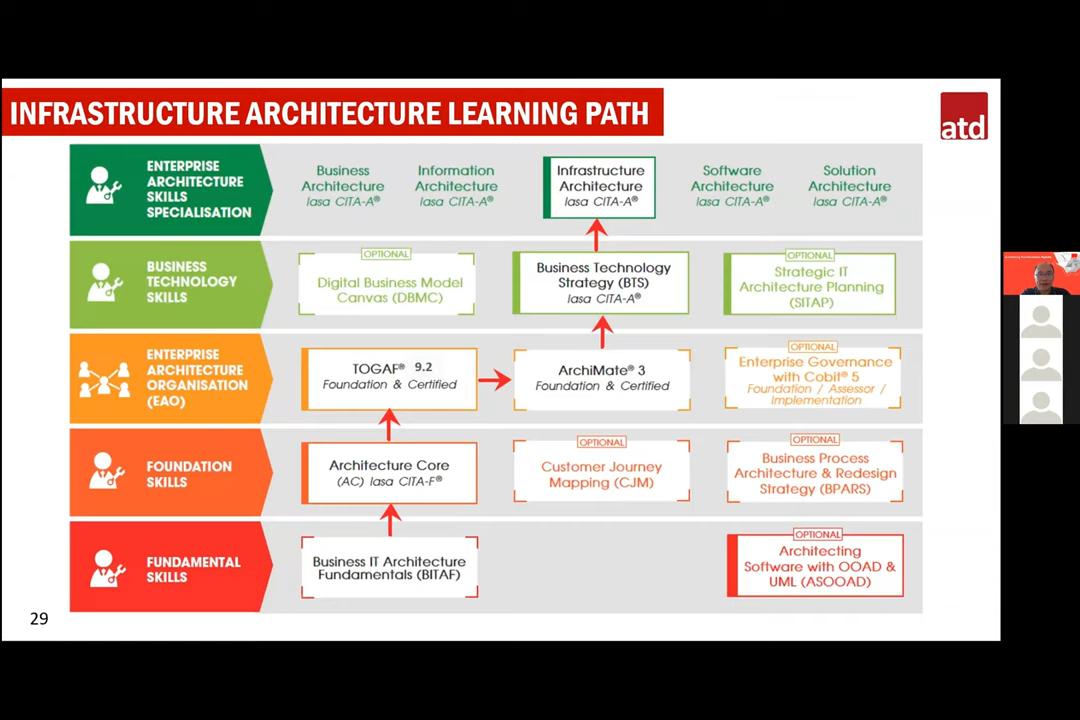 INFRASTRUCTURE ARCHITECTURE LEARNING PATH
atd
ENTERPRISE
ARCHITECTURE
SKILLS
SPECIALISATION
Business
Architecture
Iasa CITA-A®
Information
Architecture
Iasa CITA-A®
Infrastructure
Architecture
Iasa CITA-A®
Software
Architecture
Iasa CITA-A®
Solution
Architecture
Iasa CITA-A®
BUSINESS
TECHNOLOGY
SKILLS
OPTIONAL
Digital Business Model
Canvas (DBMC)
Business Technology
Strategy (BTS)
Iasa CITA-A®
OPTIONAL
Strategic IT
Architecture Planning
(SITAP)
ENTERPRISE
ARCHITECTURE
ORGANISATION
(EAO)
TOGAF® 9.2
Foundation & Certified
ArchiMate® 3
Foundation & Certified
OPTIONAL
Enterprise Governance
with Cobit® 5
Foundation / Assessor /
Implementation
FOUNDATION
SKILLS
Architecture Core
(AC) Iasa CITA-F®
OPTIONAL
Customer Journey
Mapping (CJM)
OPTIONAL
Business Process
Architecture & Redesign
Strategy (BPARS)
FUNDAMENTAL
SKILLS
Business IT Architecture
Fundamentals (BITAF)
OPTIONAL
Architecting
Software with OOAD &
UML (ASOOAD)
29